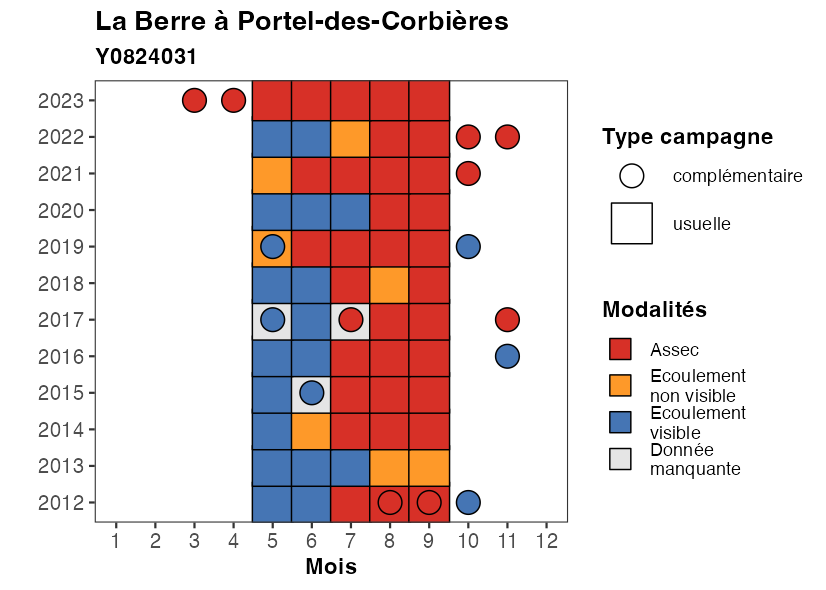 La Berre à Portel-des-Corbières
Y0824031
2023
2022
2021
2020
2019
2018
2017
2016
2015
2014
2013
2012
1 2 3 4 5 6 7 8 9 10 11 12
Mois
Type campagne
complémentaire
usuelle
Modalités
Assec
Ecoulement
non visible
Ecoulement
visible
Donnée
manquante